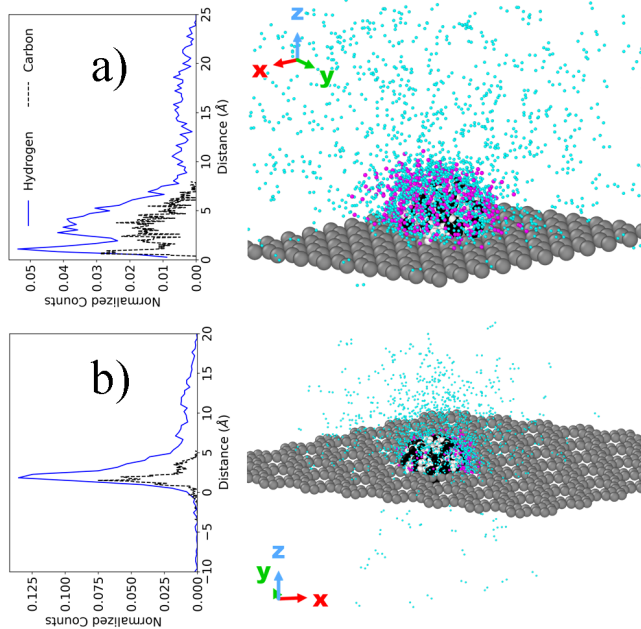 a)
Hydrogen
Carbon
0.00
0.01
0.02
0.03
0.04
0.05
Normalized Counts
0
5
10
15
20
25
Distance (Å)
z
x
y
b)
0.000
0.025
0.050
0.075
0.100
0.125
Normalized Counts
−10
−5
0
5
10
15
20
Distance (Å)
y
z
x